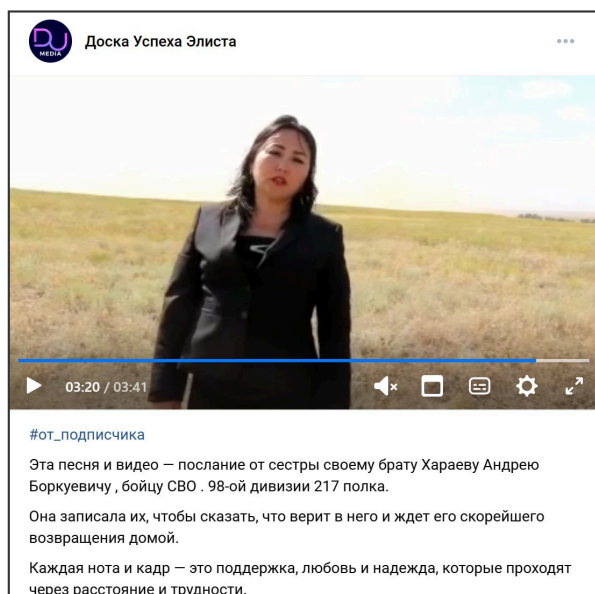 DU
MEDIA
Доска Успеха Элиста
03:20 / 03:41
#от_подписчика
Эта песня и видео — послание от сестры своему брату Хараеву Андрею
Боркуевичу , бойцу СВО . 98-ой дивизии 217 полка.
Она записала их, чтобы сказать, что верит в него и ждет его скорейшего
возвращения домой.
Каждая нота и кадр — это поддержка, любовь и надежда, которые проходят
через расстояние и трудности.